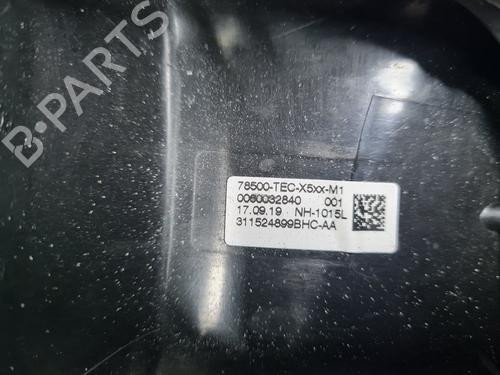 B-PARTS
78500-TEC-X5xx-M1
0060032840 001
17.09.19 NH-1015L
311524899BHC-AA